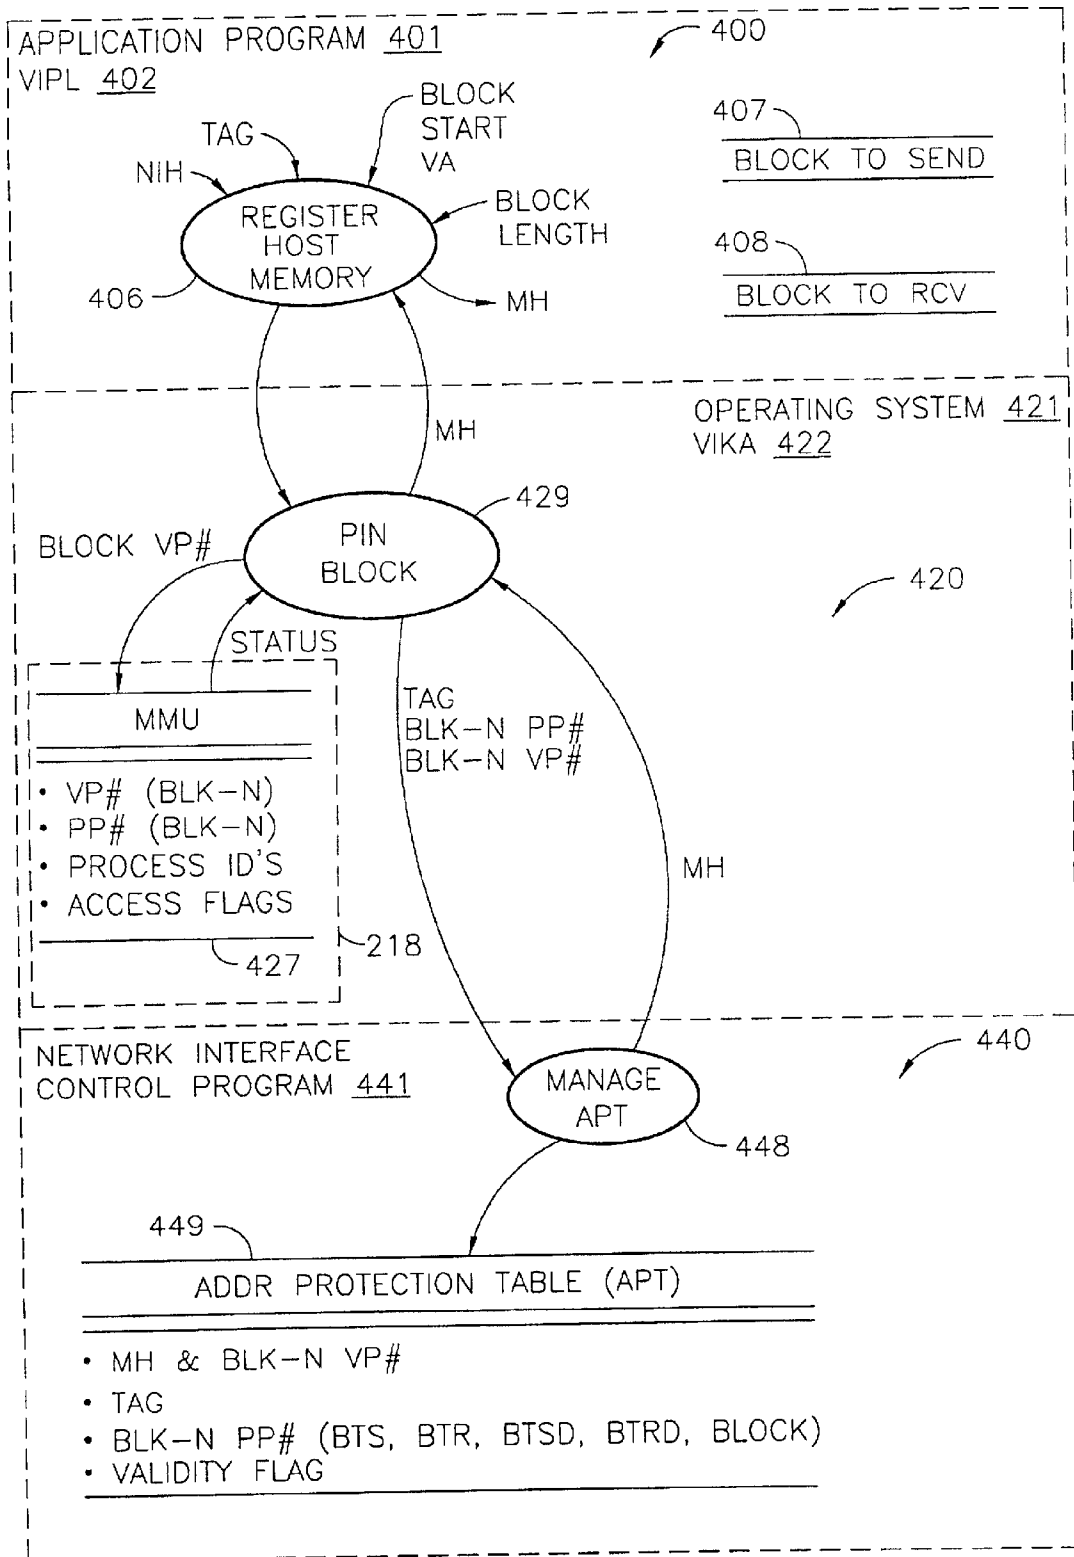 APPLICATION PROGRAM 401
VIPL 402
400
BLOCK
START
VA
TAG
NIH
407
BLOCK TO SEND
REGISTER
HOST
MEMORY
BLOCK
LENGTH
408
BLOCK TO RCV
406
MH
OPERATING SYSTEM 421
VIKA 422
MH
429
PIN
BLOCK
BLOCK VP#
420
STATUS
TAG
BLK-N PP#
BLK-N VP#
MMU
• VP# (BLK-N)
• PP# (BLK-N)
• PROCESS ID'S
• ACCESS FLAGS
MH
218
427
NETWORK INTERFACE
CONTROL PROGRAM 441
440
MANAGE
APT
448
449
ADDR PROTECTION TABLE (APT)
• MH & BLK-N VP#
• TAG
• BLK-N PP# (BTS, BTR, BTSD, BTRD, BLOCK)
• VALIDITY FLAG